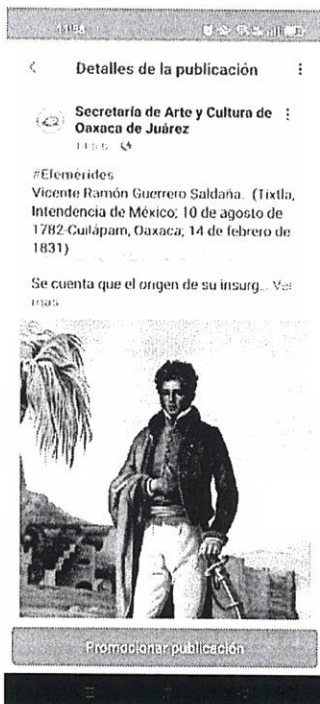 11:58
Detalles de la publicación
Secretaría de Arte y Cultura de
Oaxaca de Juárez
#Efemérides
Vicente Ramón Guerrero Saldaña. (Tixtla,
Intendencia de México; 10 de agosto de
1782-Cuilápam, Oaxaca; 14 de febrero de
1831)
Se cuenta que el origen de su insurg... Ver
más
Promocionar publicación